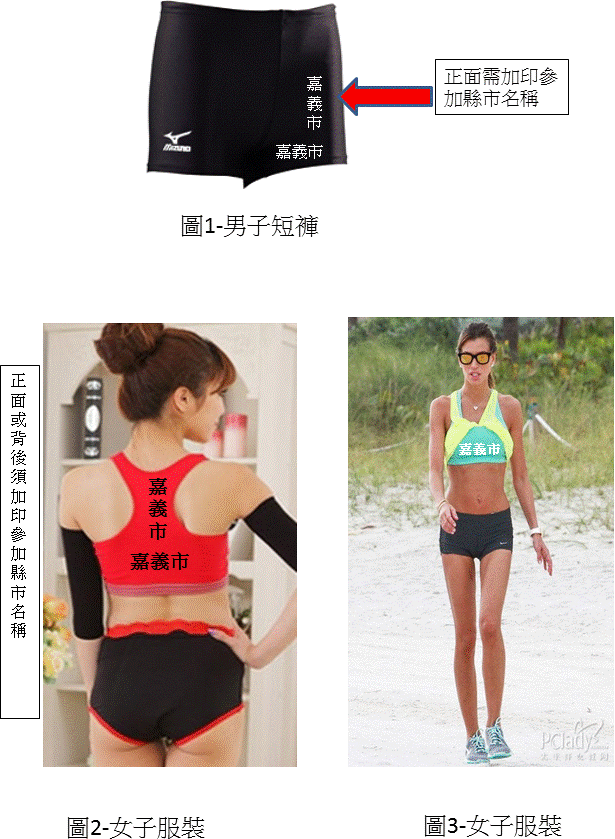 正面需加印參
加縣市名稱
嘉義市
嘉義市
MIZUNO
圖1-男子短褲
正面或背後須加印參加縣市名稱
嘉義市
嘉義市
嘉義市
PClady
圖2-女子服裝
圖3-女子服裝